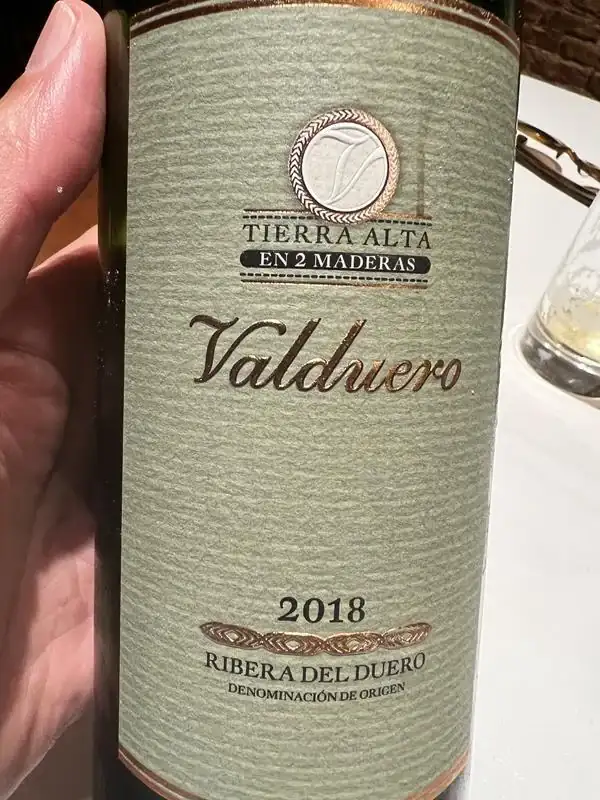 TIERRA ALTA
EN 2 MADERAS
Valduero
2018
RIBERA DEL DUERO
DENOMINACIÓN DE ORIGEN